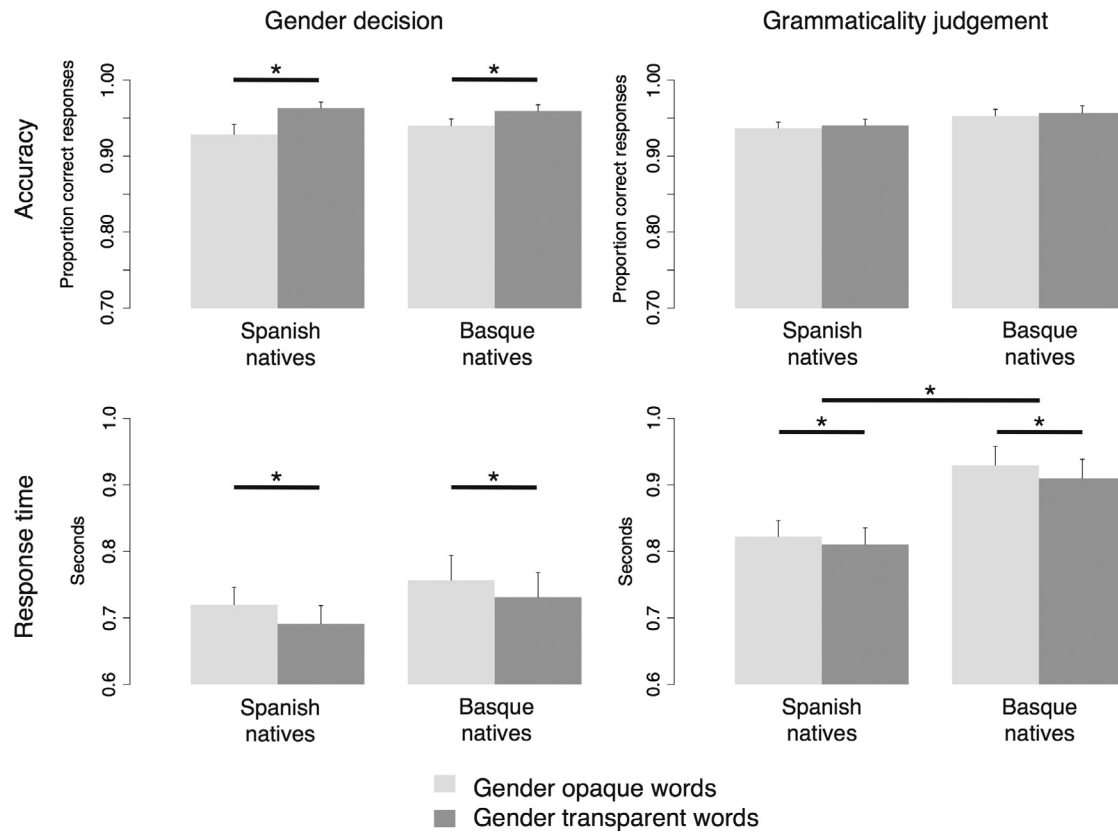 Gender decision
Grammaticality judgement
Accuracy
Proportion correct responses
1.00
0.90
0.80
0.70
*
*
Spanish
natives
Basque
natives
Proportion correct responses
1.00
0.90
0.80
0.70
Spanish
natives
Basque
natives
Response time
Seconds
1.0
0.9
0.8
0.7
0.6
*
*
Spanish
natives
Basque
natives
Seconds
1.0
0.9
0.8
0.7
0.6
*
*
*
Spanish
natives
Basque
natives
Gender opaque words
Gender transparent words